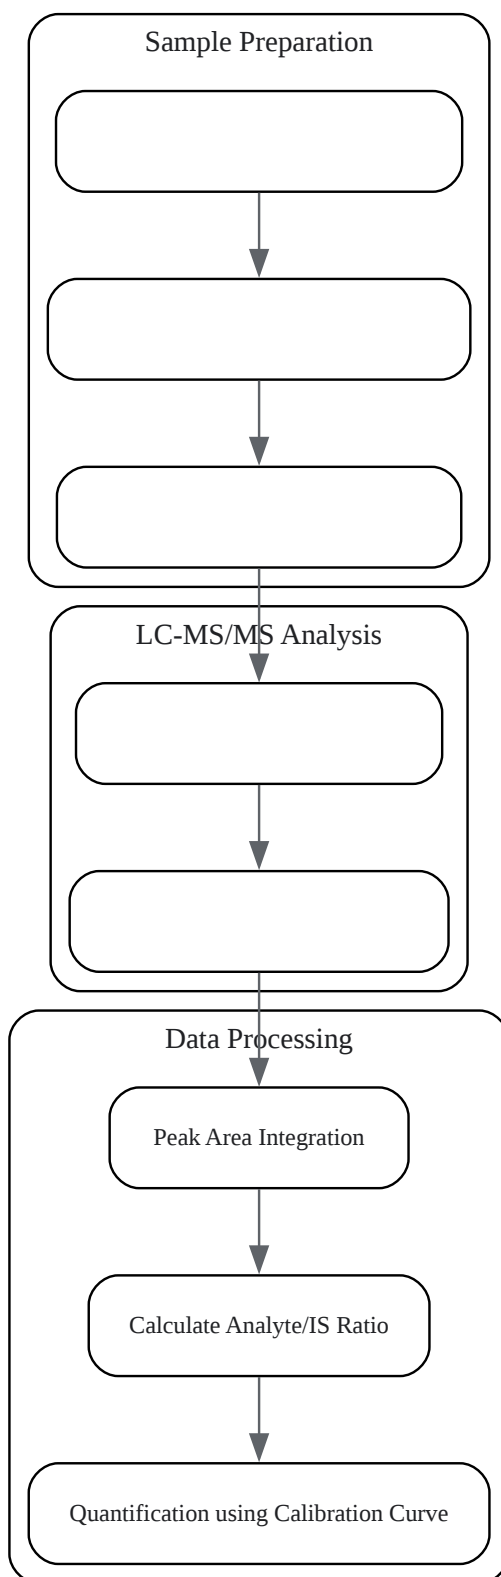 Sample Preparation
LC-MS/MS Analysis
Data Processing
Peak Area Integration
Calculate Analyte/IS Ratio
Quantification using Calibration Curve